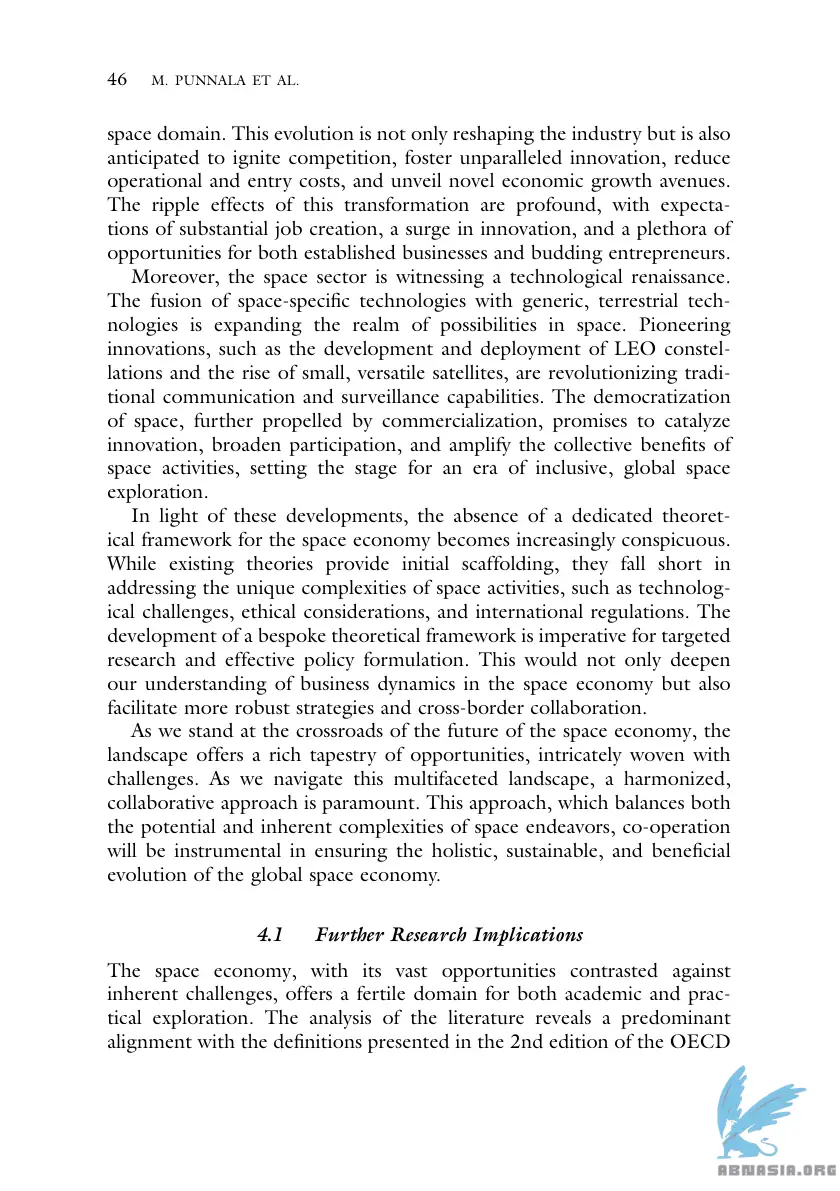 46 M. PUNNALA ET AL.
space domain. This evolution is not only reshaping the industry but is also
anticipated to ignite competition, foster unparalleled innovation, reduce
operational and entry costs, and unveil novel economic growth avenues.
The ripple effects of this transformation are profound, with expecta-
tions of substantial job creation, a surge in innovation, and a plethora of
opportunities for both established businesses and budding entrepreneurs.
Moreover, the space sector is witnessing a technological renaissance.
The fusion of space-specific technologies with generic, terrestrial tech-
nologies is expanding the realm of possibilities in space. Pioneering
innovations, such as the development and deployment of LEO constel-
lations and the rise of small, versatile satellites, are revolutionizing tradi-
tional communication and surveillance capabilities. The democratization
of space, further propelled by commercialization, promises to catalyze
innovation, broaden participation, and amplify the collective benefits of
space activities, setting the stage for an era of inclusive, global space
exploration.
In light of these developments, the absence of a dedicated theoret-
ical framework for the space economy becomes increasingly conspicuous.
While existing theories provide initial scaffolding, they fall short in
addressing the unique complexities of space activities, such as technolog-
ical challenges, ethical considerations, and international regulations. The
development of a bespoke theoretical framework is imperative for targeted
research and effective policy formulation. This would not only deepen
our understanding of business dynamics in the space economy but also
facilitate more robust strategies and cross-border collaboration.
As we stand at the crossroads of the future of the space economy, the
landscape offers a rich tapestry of opportunities, intricately woven with
challenges. As we navigate this multifaceted landscape, a harmonized,
collaborative approach is paramount. This approach, which balances both
the potential and inherent complexities of space endeavors, co-operation
will be instrumental in ensuring the holistic, sustainable, and beneficial
evolution of the global space economy.
4.1 Further Research Implications
The space economy, with its vast opportunities contrasted against
inherent challenges, offers a fertile domain for both academic and prac-
tical exploration. The analysis of the literature reveals a predominant
alignment with the definitions presented in the 2nd edition of the OECD
ABNASIA.ORG